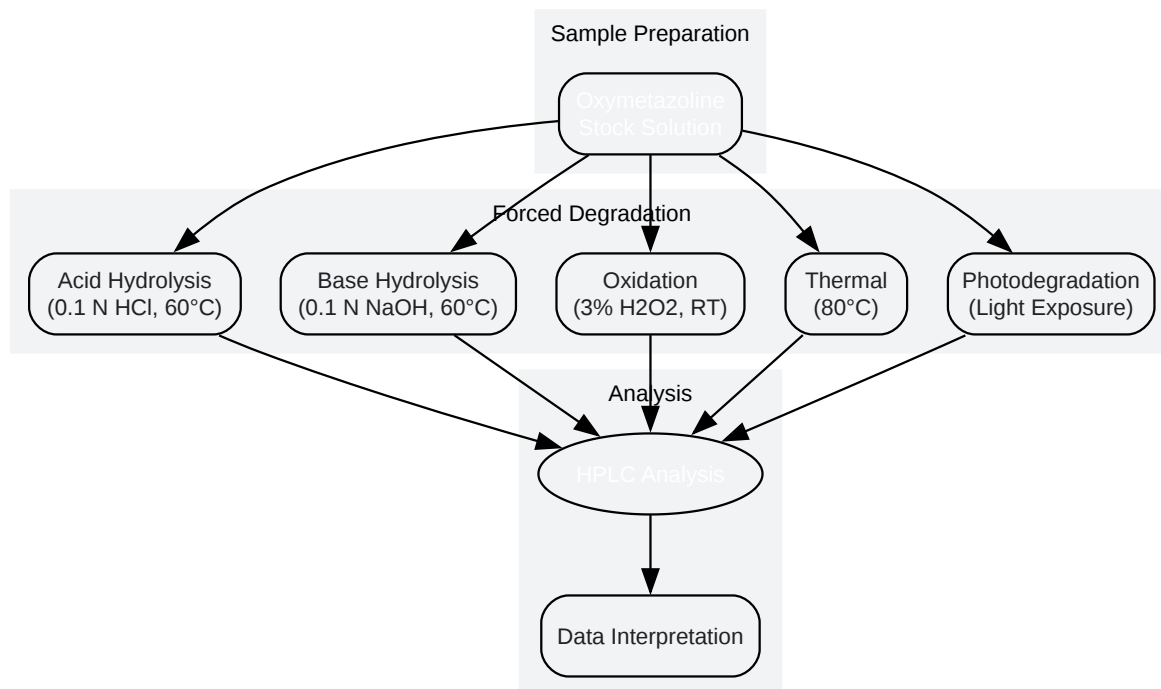 Sample Preparation
Oxymetazoline
Stock Solution
Forced Degradation
Acid Hydrolysis
(0.1 N HCl, 60°C)
Base Hydrolysis
(0.1 N NaOH, 60°C)
Oxidation
(3% H2O2, RT)
Thermal
(80°C)
Photodegradation
(Light Exposure)
Analysis
HPLC Analysis
Data Interpretation